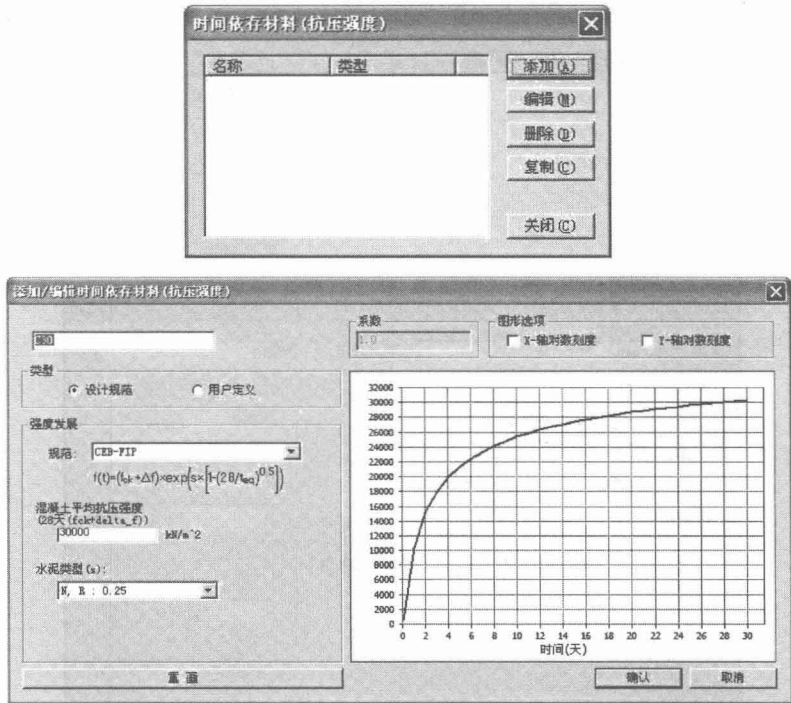 时间依存材料(抗压强度)
名称 类型
添加(A)
编辑(M)
删除(D)
复制(C)
关闭(C)
添加/编辑时间依存材料(抗压强度)
系数
1.0
图形选项
X-轴对数刻度 Y-轴对数刻度
类型
设计规范 用户定义
强度发展
规范: CEB-FIP
f(t)=(fck+Δf)×exp(s×[1-(28/teq)^0.5])
混凝土平均抗压强度
(28天(fck+delta_f))
30000 kN/m^2
水泥类型(s):
N, R : 0.25
重画
32000
30000
28000
26000
24000
22000
20000
18000
16000
14000
12000
10000
8000
6000
4000
2000
0
0 2 4 6 8 10 12 14 16 18 20 22 24 26 28 30
时间(天)
确认 取消